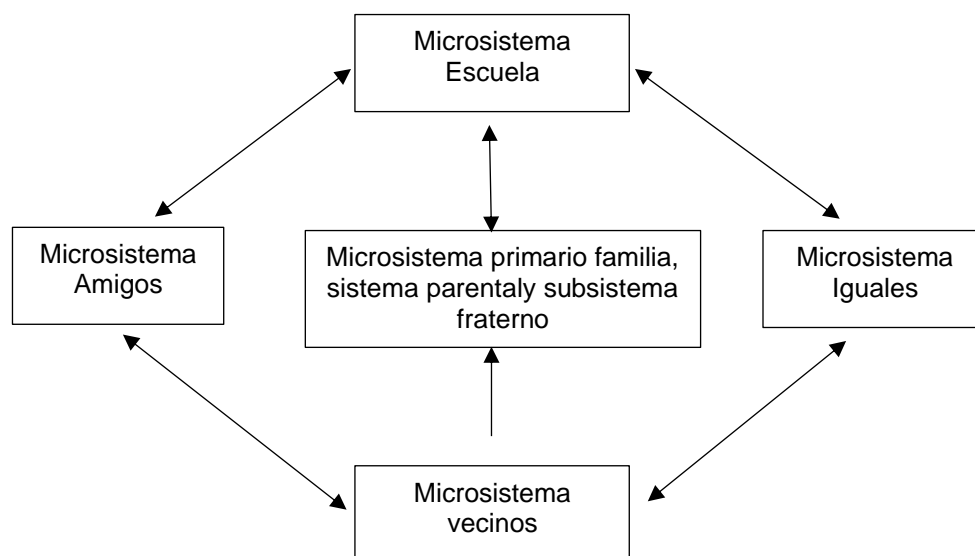 Microsistema
Escuela
Microsistema
Amigos
Microsistema primario familia,
sistema parentaly subsistema
fraterno
Microsistema
Iguales
Microsistema
vecinos